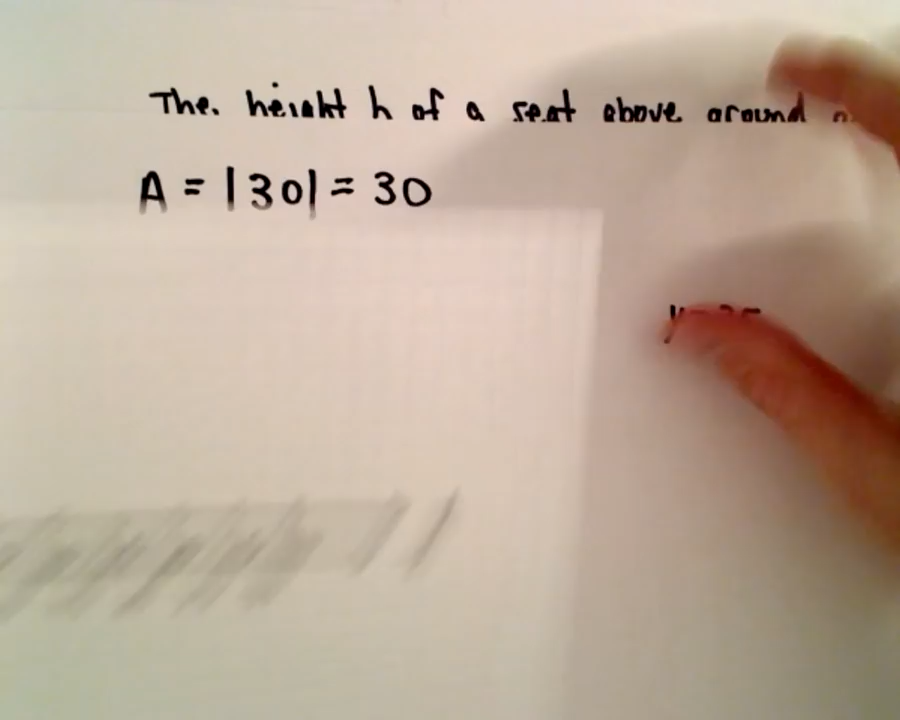 The height h of a seat above ground
A = |30| = 30